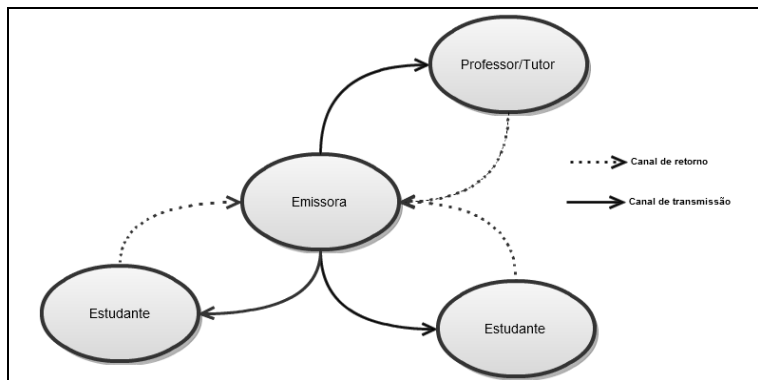 Professor/Tutor
Canal de retorno
Emissora
Canal de transmissão
Estudante
Estudante